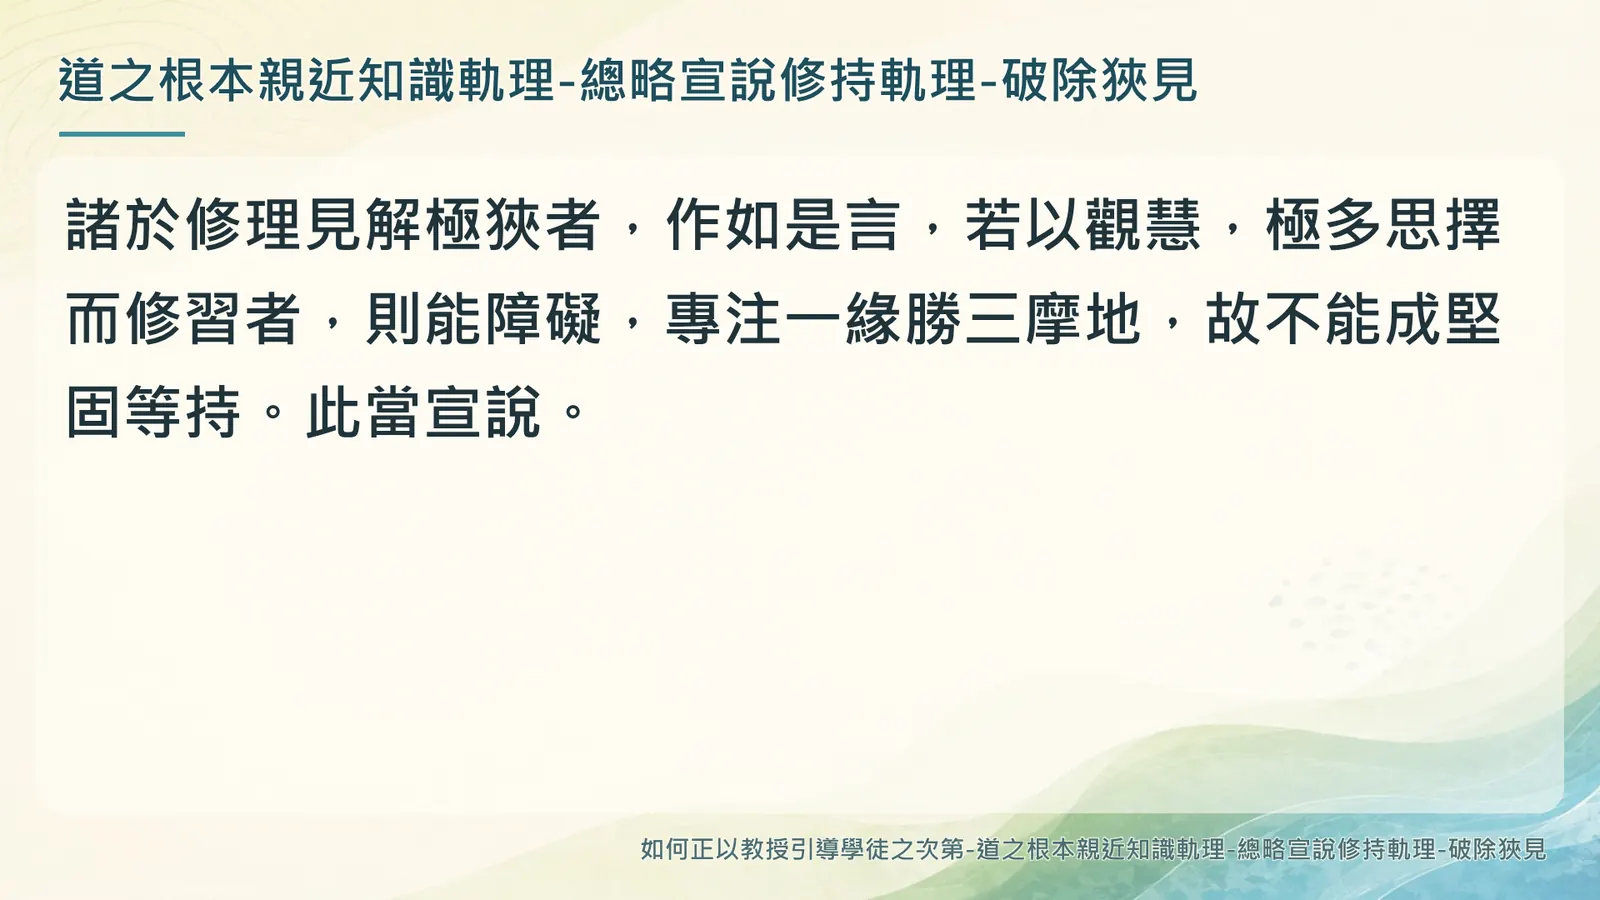 道之根本親近知識軌理-總略宣說修持軌理-破除狹見
諸於修理見解極狹者，作如是言，若以觀慧，極多思擇
而修習者，則能障礙，專注一緣勝三摩地，故不能成堅
固等持。此當宣說。
如何正以教授引導學徒之次第-道之根本親近知識軌理-總略宣說修持軌理-破除狹見